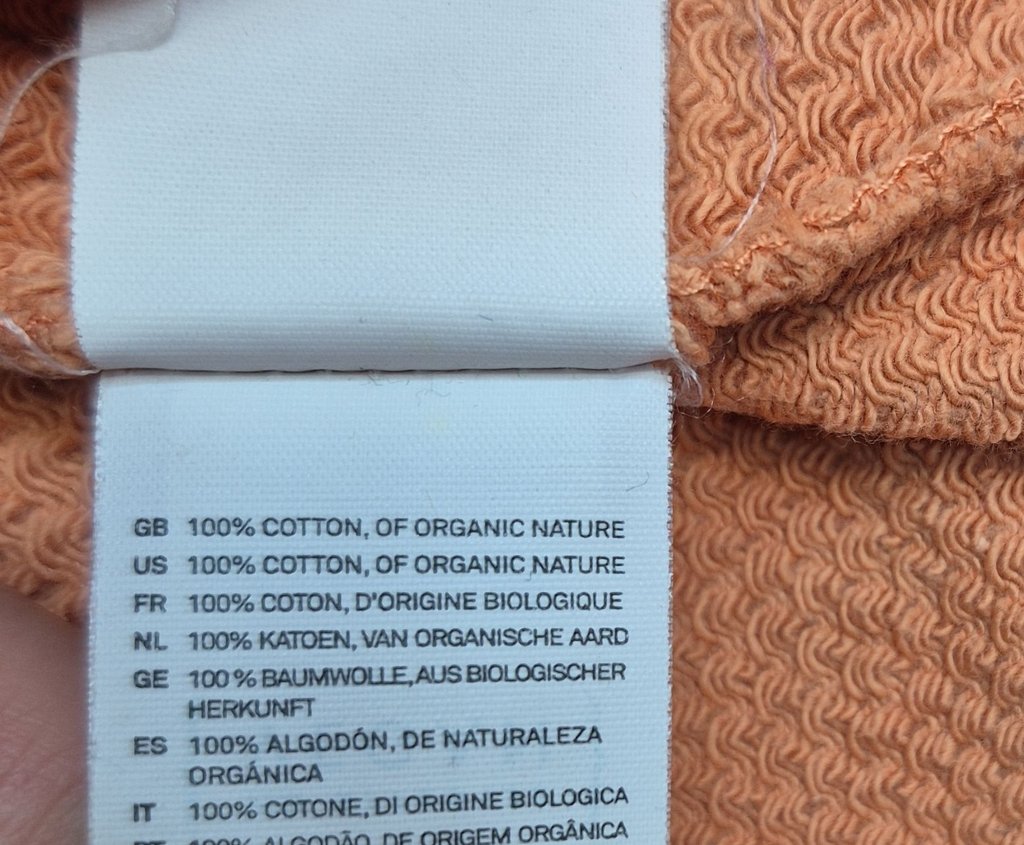 GB 100% COTTON, OF ORGANIC NATURE
US 100% COTTON, OF ORGANIC NATURE
FR 100% COTON, D'ORIGINE BIOLOGIQUE
NL 100% KATOEN, VAN ORGANISCHE AARD
GE 100% BAUMWOLLE, AUS BIOLOGISCHER
HERKUNFT
ES 100% ALGODÓN, DE NATURALEZA
ORGÁNICA
IT 100% COTONE, DI ORIGINE BIOLOGICA
PT 100% ALGODÃO, DE ORIGEM ORGÂNICA